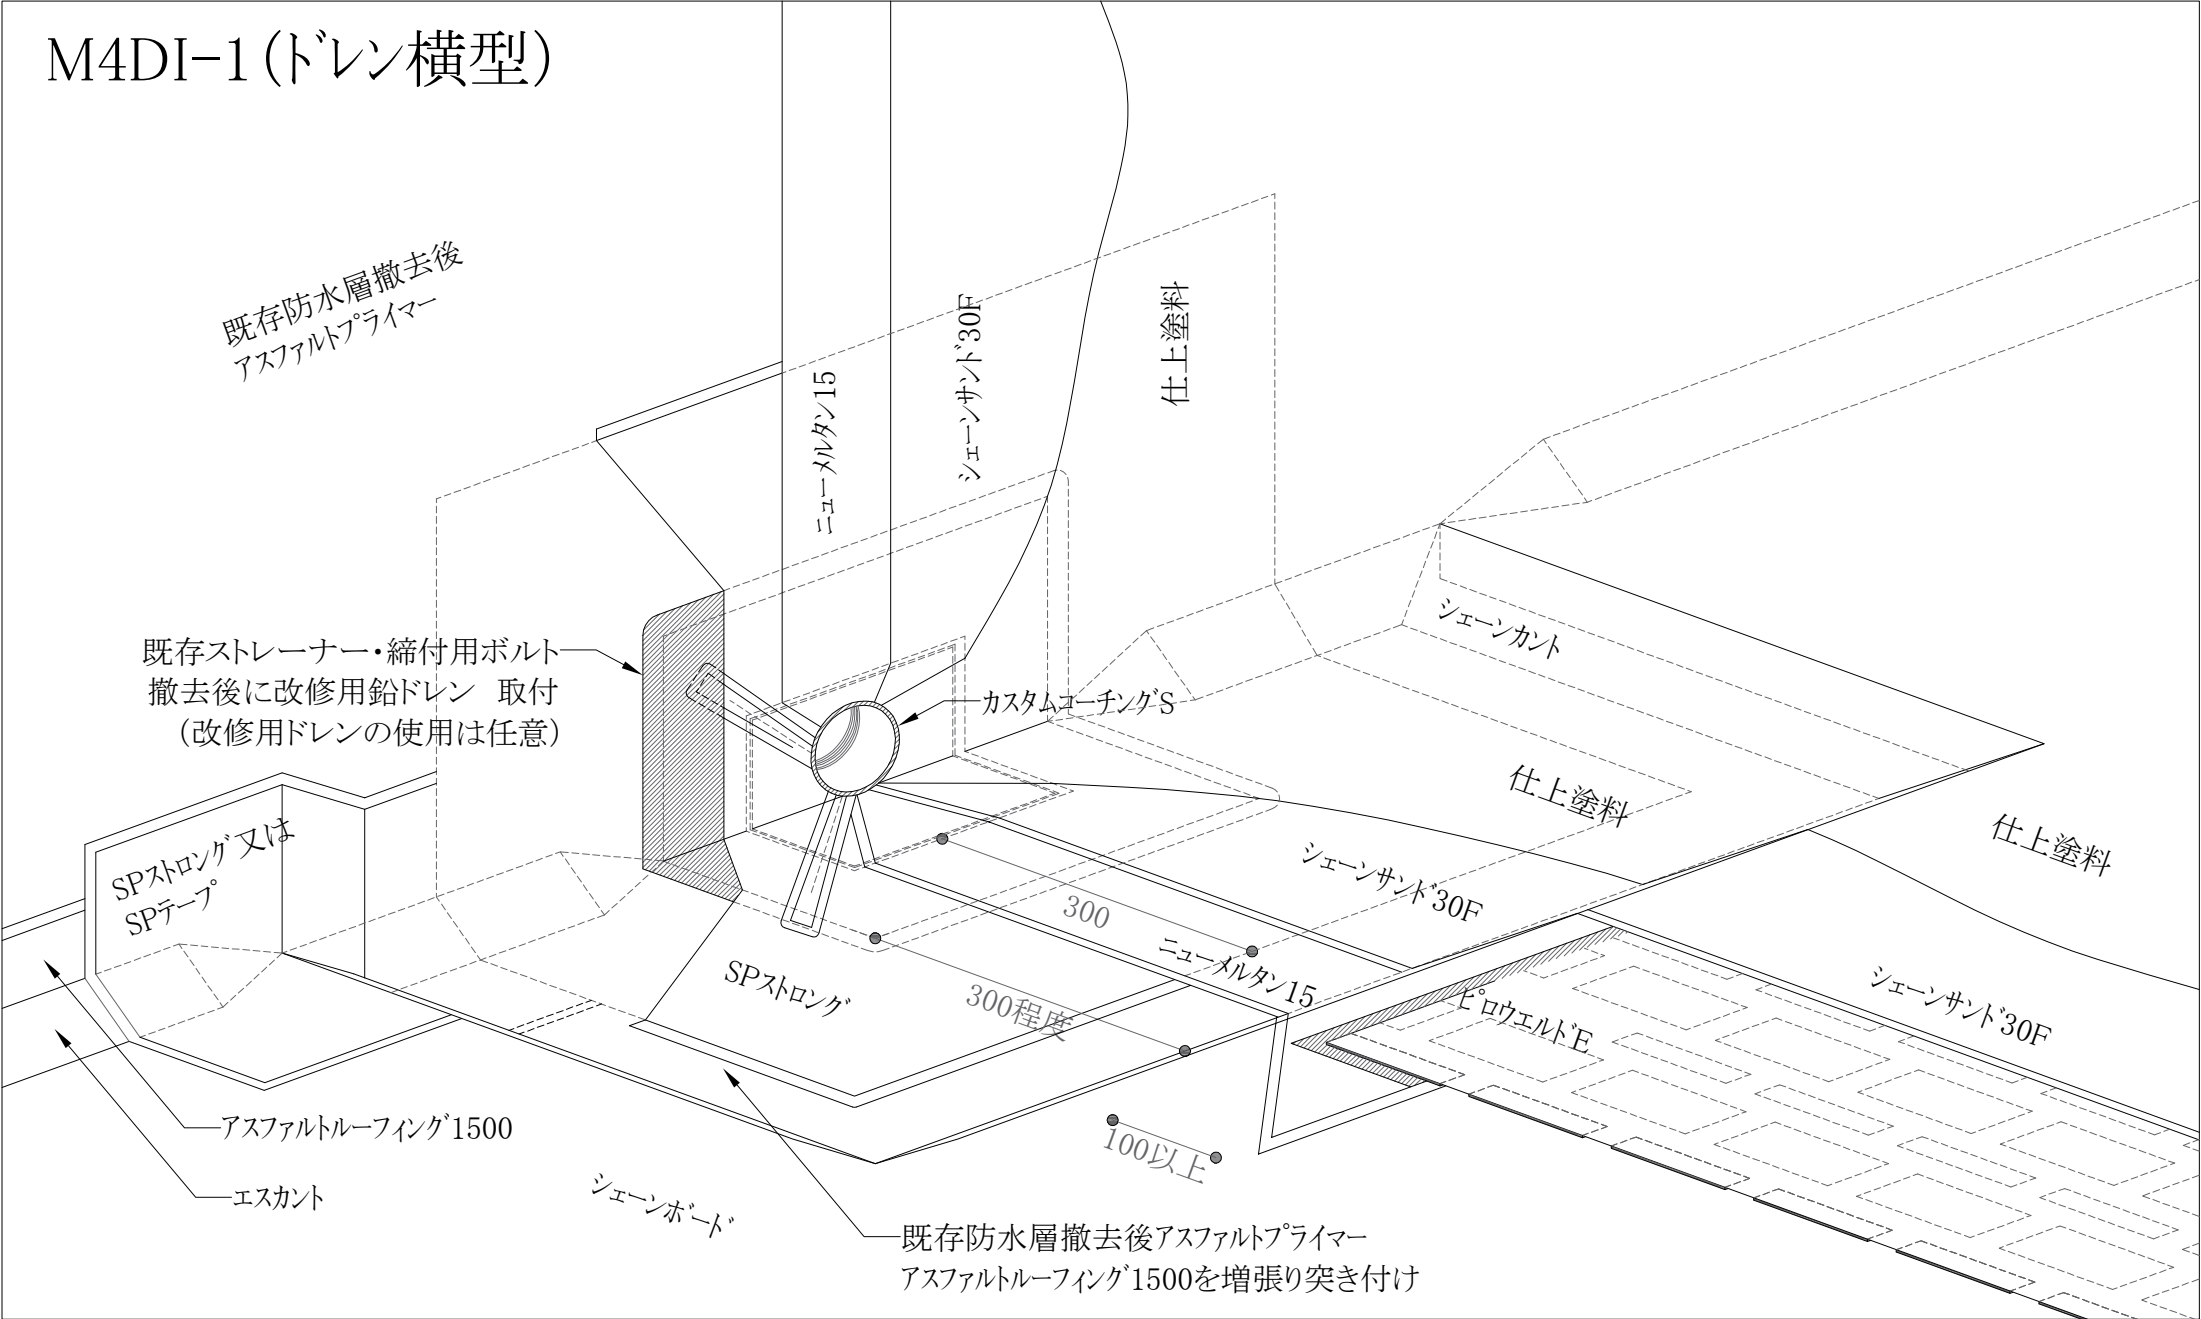 M4DI-1(ドレン横型)
既存防水層撤去後
アスファルトプライマー
ニューメルタン15
シェーンサンド30F
仕上塗料
既存ストレーナー・締付用ボルト
撤去後に改修用鉛ドレン 取付
(改修用ドレンの使用は任意)
カスタムコーチングS
シェーンカント
仕上塗料
仕上塗料
SPストロング又は
SPテープ
シェーンサンド30F
300
ニューメルタン15
SPストロング
300程度
シェーンサンド30F
ピロウエルドE
アスファルトルーフィング1500
エスカント
シェーンボード
100以上
既存防水層撤去後アスファルトプライマー
アスファルトルーフィング1500を増張り突き付け